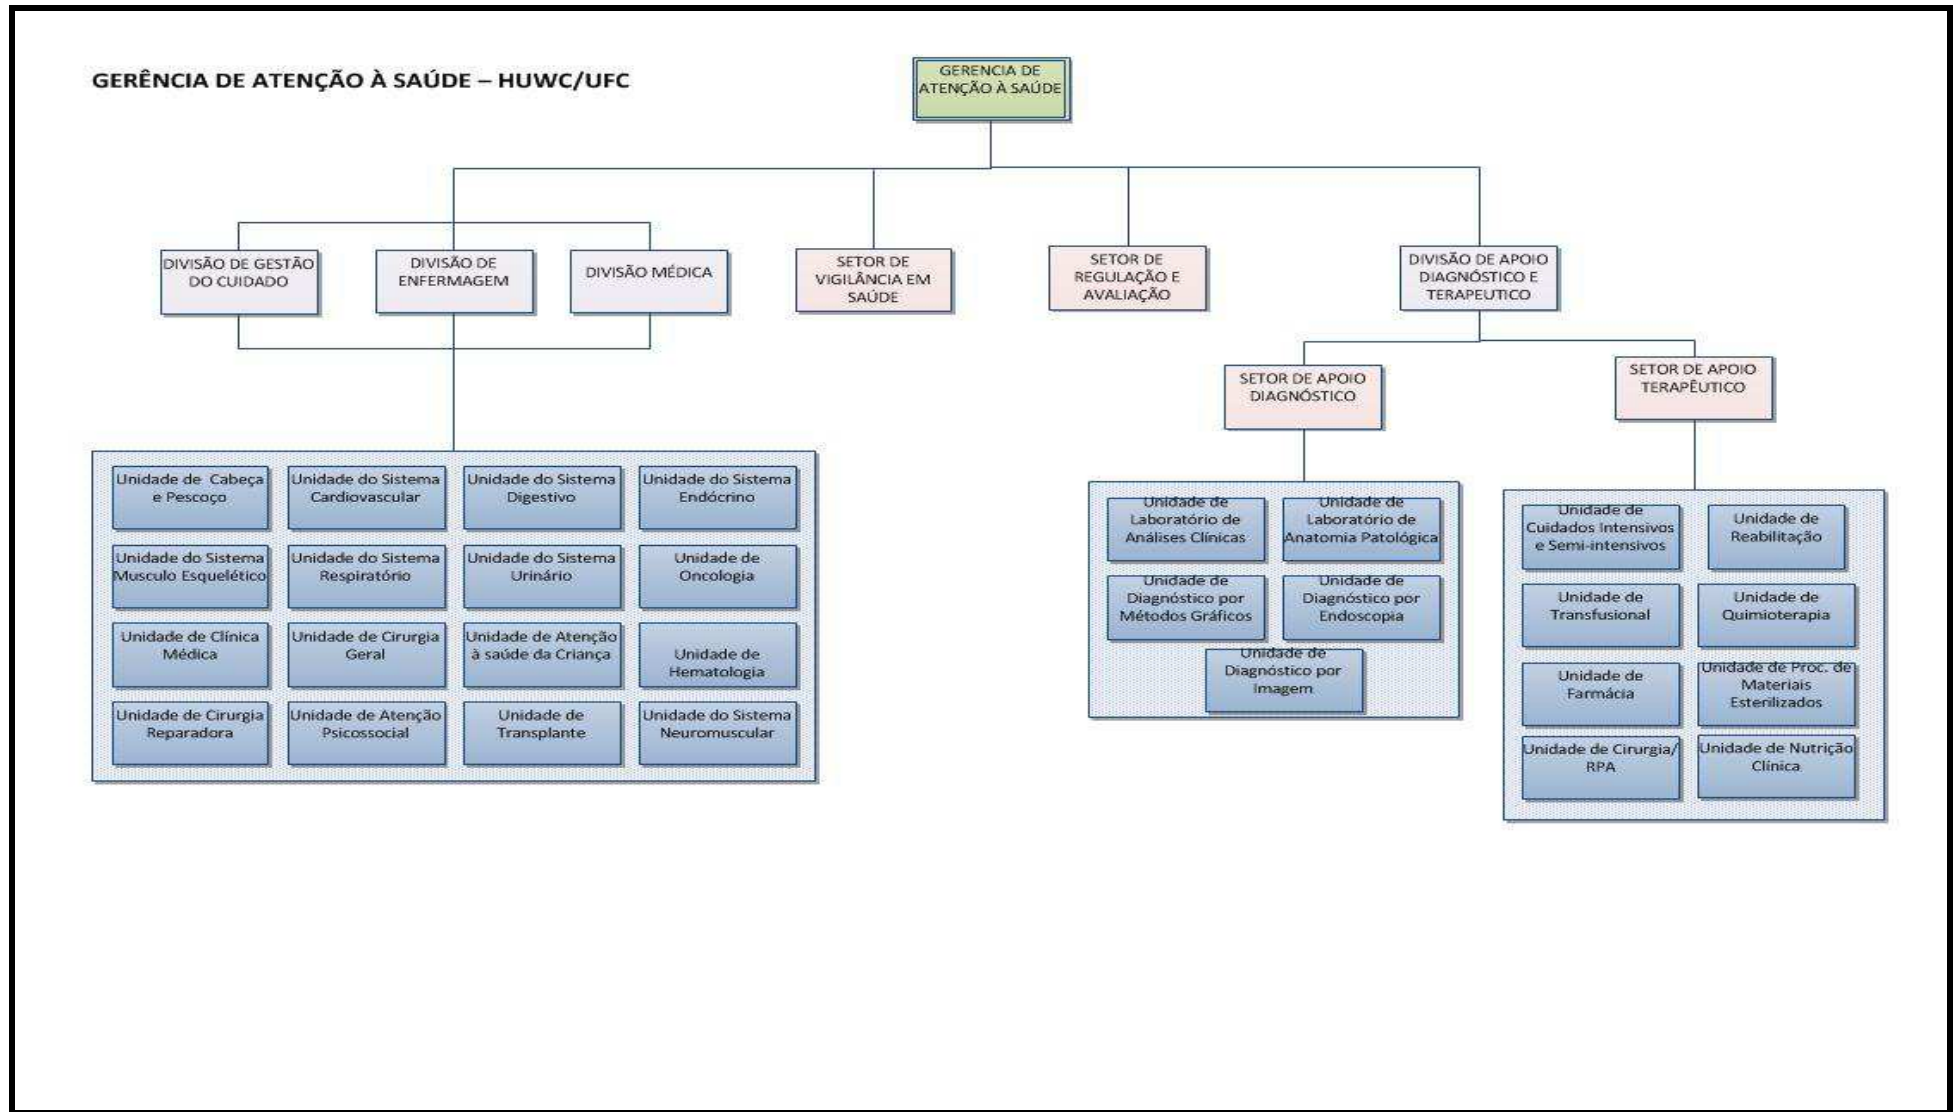 GERÊNCIA DE ATENÇÃO À SAÚDE – HUWC/UFC
GERENCIA DE
ATENÇÃO À SAÚDE
DIVISÃO DE GESTÃO
DO CUIDADO
DIVISÃO DE
ENFERMAGEM
DIVISÃO MÉDICA
SETOR DE
VIGILÂNCIA EM
SAÚDE
SETOR DE
REGULAÇÃO E
AVALIAÇÃO
DIVISÃO DE APOIO
DIAGNÓSTICO E
TERAPEUTICO
SETOR DE APOIO
DIAGNÓSTICO
SETOR DE APOIO
TERAPÊUTICO
Unidade de Cabeça
e Pescoço
Unidade do Sistema
Cardiovascular
Unidade do Sistema
Digestivo
Unidade do Sistema
Endócrino
Unidade do Sistema
Musculo Esquelético
Unidade do Sistema
Respiratório
Unidade do Sistema
Urinário
Unidade de
Oncologia
Unidade de Clínica
Médica
Unidade de Cirurgia
Geral
Unidade de Atenção
à saúde da Criança
Unidade de
Hematologia
Unidade de Cirurgia
Reparadora
Unidade de Atenção
Psicossocial
Unidade de
Transplante
Unidade do Sistema
Neuromuscular
Unidade de
Laboratório de
Análises Clínicas
Unidade de
Laboratório de
Anatomia Patológica
Unidade de
Diagnóstico por
Métodos Gráficos
Unidade de
Diagnóstico por
Endoscopia
Unidade de
Diagnóstico por
Imagem
Unidade de
Cuidados Intensivos
e Semi-intensivos
Unidade de
Reabilitação
Unidade de
Transfusional
Unidade de
Quimioterapia
Unidade de
Farmácia
Unidade de Proc. de
Materiais
Esterilizados
Unidade de Cirurgia/
RPA
Unidade de Nutrição
Clínica